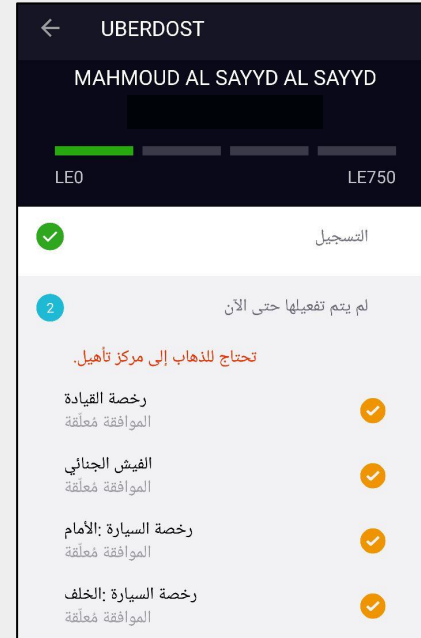 UBERDOST
MAHMOUD AL SAYYD AL SAYYD
LE0 LE750
التسجيل
2 لم يتم تفعيلها حتى الآن
تحتاج للذهاب إلى مركز تأهيل.
رخصة القيادة
الموافقة مُعلّقة
الفيش الجنائي
الموافقة مُعلّقة
رخصة السيارة :الأمام
الموافقة مُعلّقة
رخصة السيارة :الخلف
الموافقة مُعلّقة